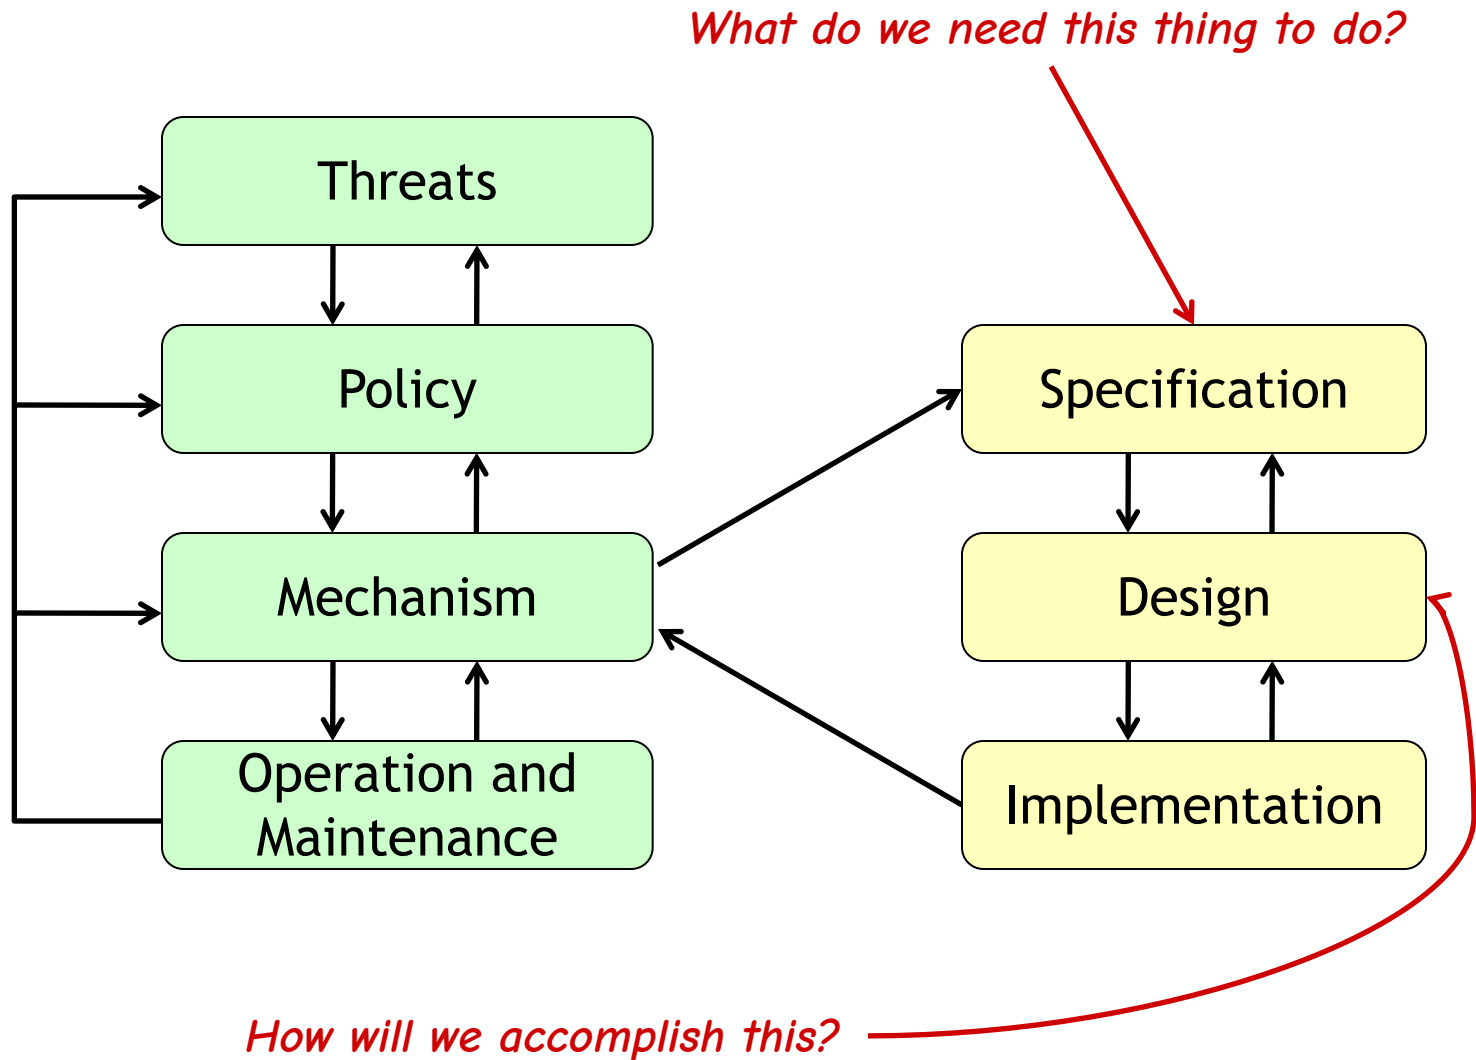 What do we need this thing to do?
Threats
Policy
Specification
Mechanism
Design
Operation and
Maintenance
Implementation
How will we accomplish this?